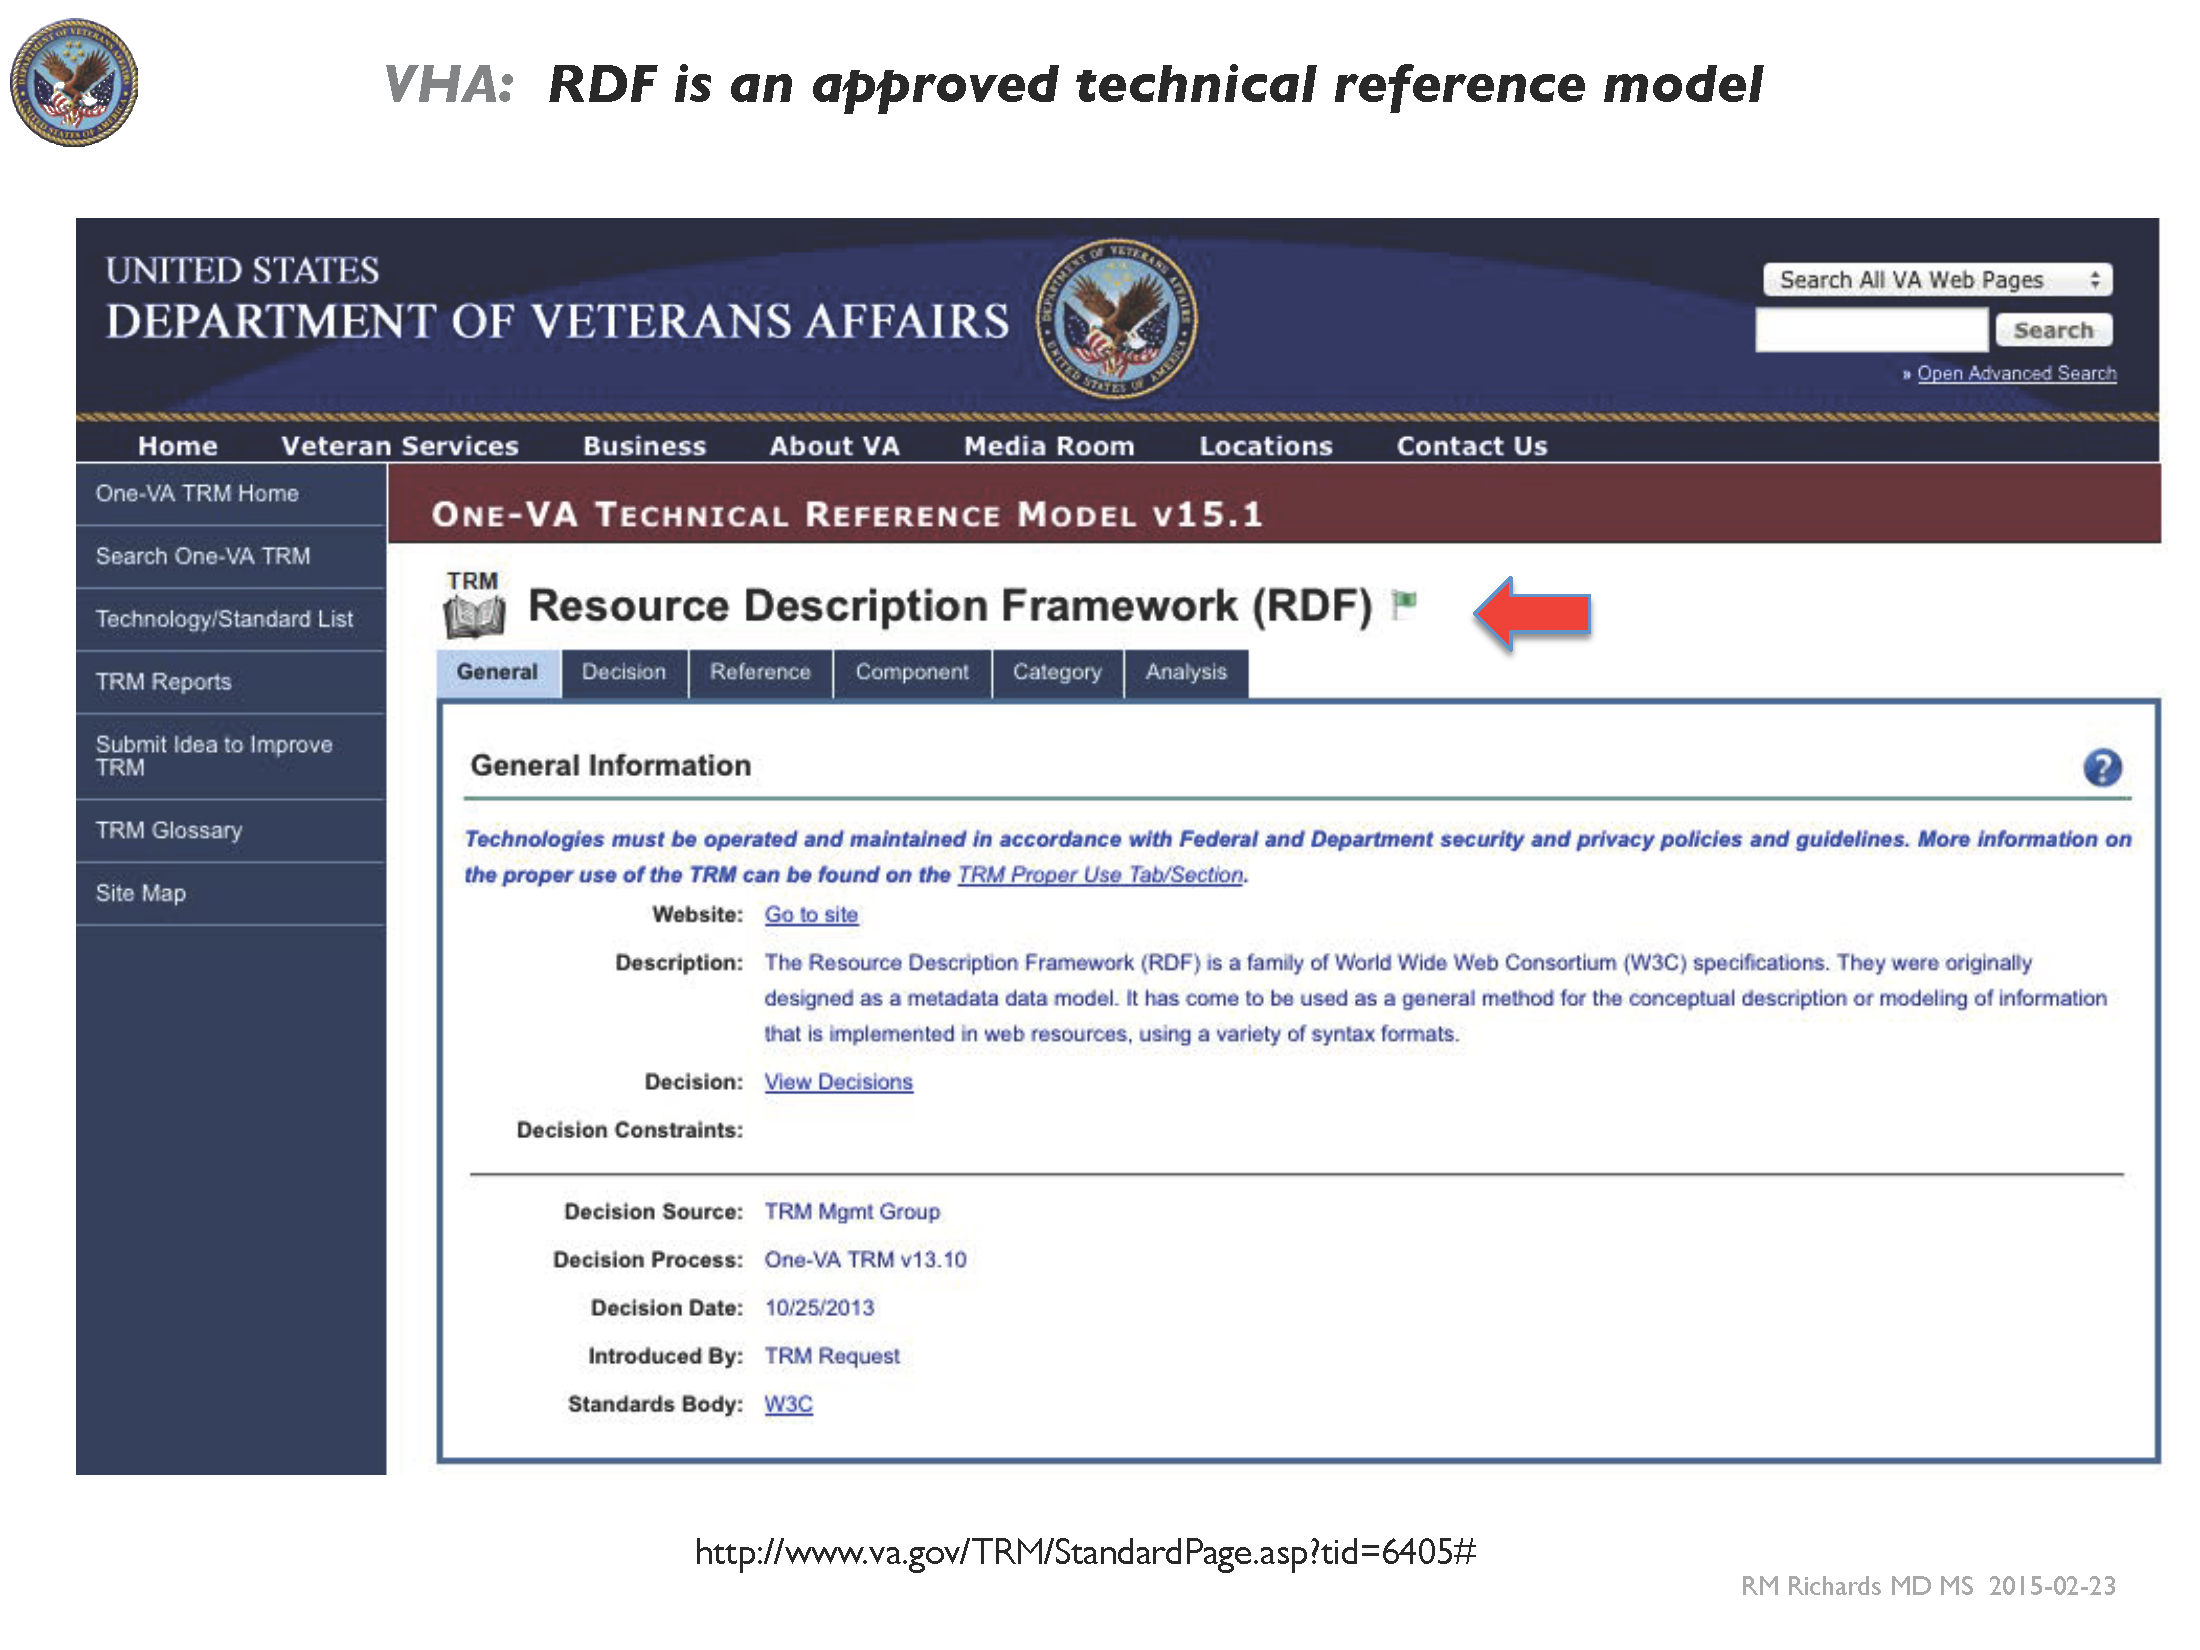 VHA: RDF is an approved technical reference model
UNITED STATES
DEPARTMENT OF VETERANS AFFAIRS
Search All VA Web Pages
Search
» Open Advanced Search
Home Veteran Services Business About VA Media Room Locations Contact Us
One-VA TRM Home
Search One-VA TRM
Technology/Standard List
TRM Reports
Submit Idea to Improve
TRM
TRM Glossary
Site Map
ONE-VA TECHNICAL REFERENCE MODEL V15.1
TRM
Resource Description Framework (RDF)
General Decision Reference Component Category Analysis
General Information
?
Technologies must be operated and maintained in accordance with Federal and Department security and privacy policies and guidelines. More information on
the proper use of the TRM can be found on the TRM Proper Use Tab/Section.
Website: Go to site
Description: The Resource Description Framework (RDF) is a family of World Wide Web Consortium (W3C) specifications. They were originally
designed as a metadata data model. It has come to be used as a general method for the conceptual description or modeling of information
that is implemented in web resources, using a variety of syntax formats.
Decision: View Decisions
Decision Constraints:
Decision Source: TRM Mgmt Group
Decision Process: One-VA TRM v13.10
Decision Date: 10/25/2013
Introduced By: TRM Request
Standards Body: W3C
http://www.va.gov/TRM/StandardPage.asp?tid=6405#
RM Richards MD MS 2015-02-23